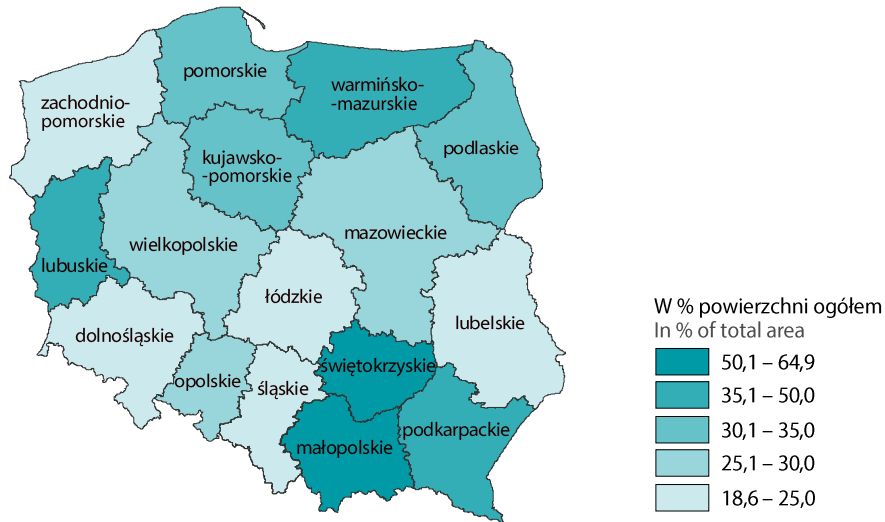 pomorskie
warmińsko-
-mazurskie
zachodnio-
pomorskie
podlaskie
kujawsko-
-pomorskie
mazowieckie
wielkopolskie
lubuskie
łódzkie
lubelskie
dolnośląskie
świętokrzyskie
opolskie
śląskie
podkarpackie
małopolskie
W % powierzchni ogółem
In % of total area
50,1 – 64,9
35,1 – 50,0
30,1 – 35,0
25,1 – 30,0
18,6 – 25,0